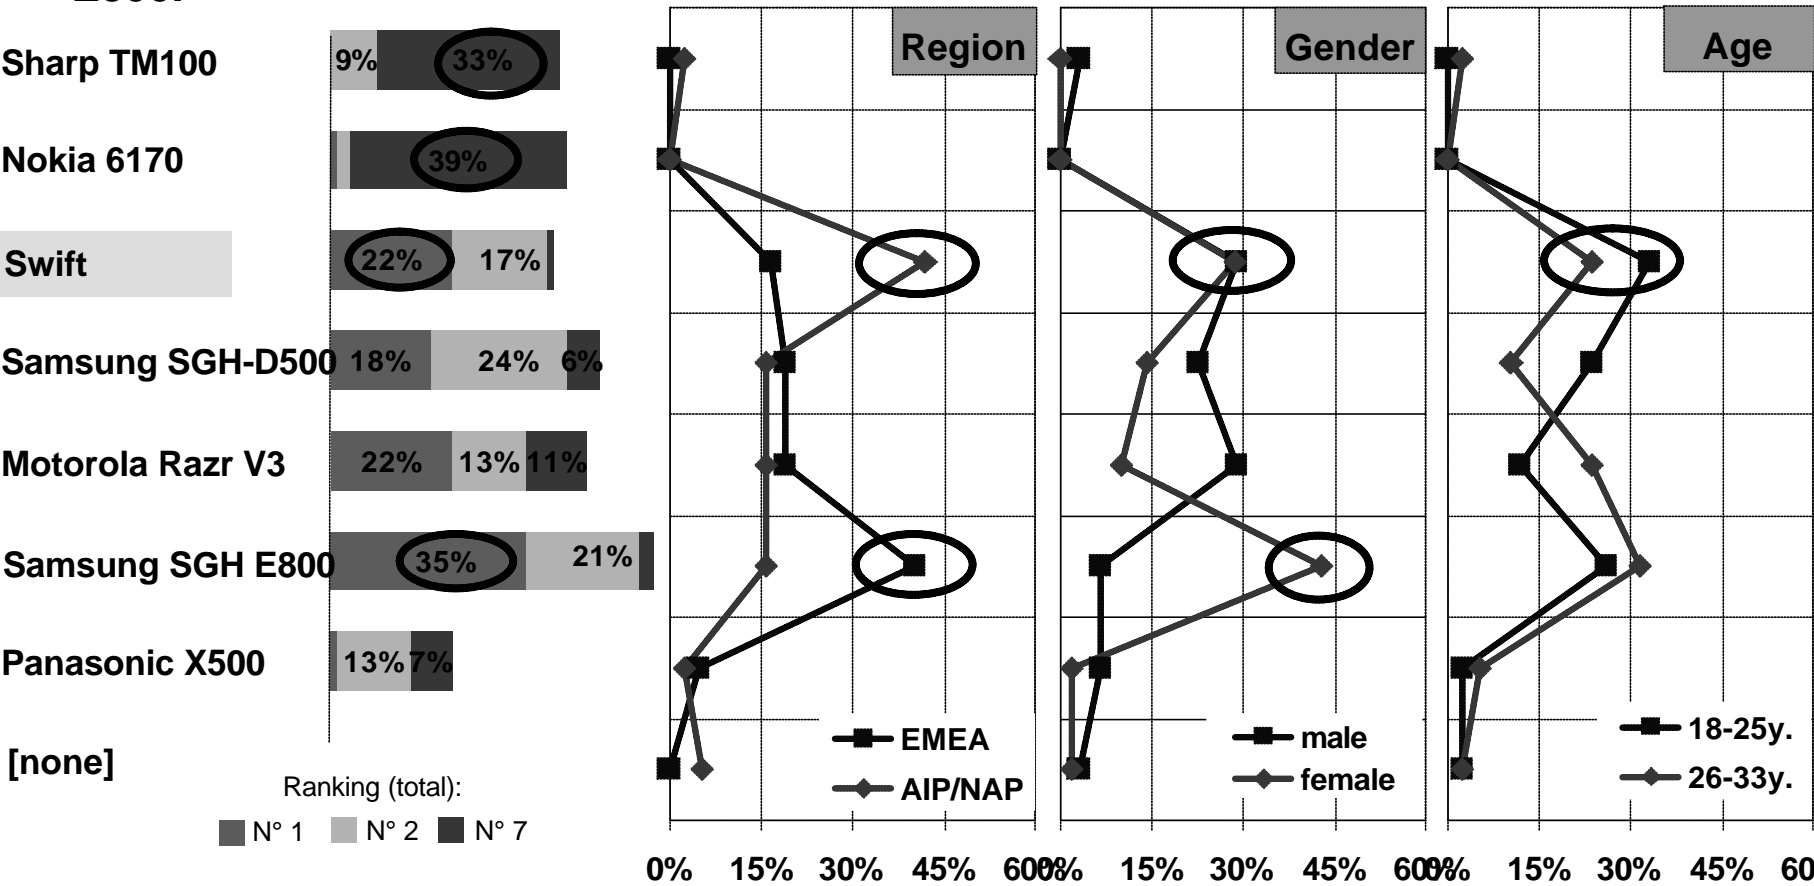 Region
Gender
Age
Sharp TM100
9%
33%
Nokia 6170
39%
Swift
22%
17%
Samsung SGH-D500
18%
24%
6%
Motorola Razr V3
22%
13%
11%
Samsung SGH E800
35%
21%
Panasonic X500
13%
7%
[none]
Ranking (total):
N° 1
N° 2
N° 7
EMEA
AIP/NAP
male
female
18-25y.
26-33y.
0%
15%
30%
45%
60%
0%
15%
30%
45%
60%
0%
15%
30%
45%